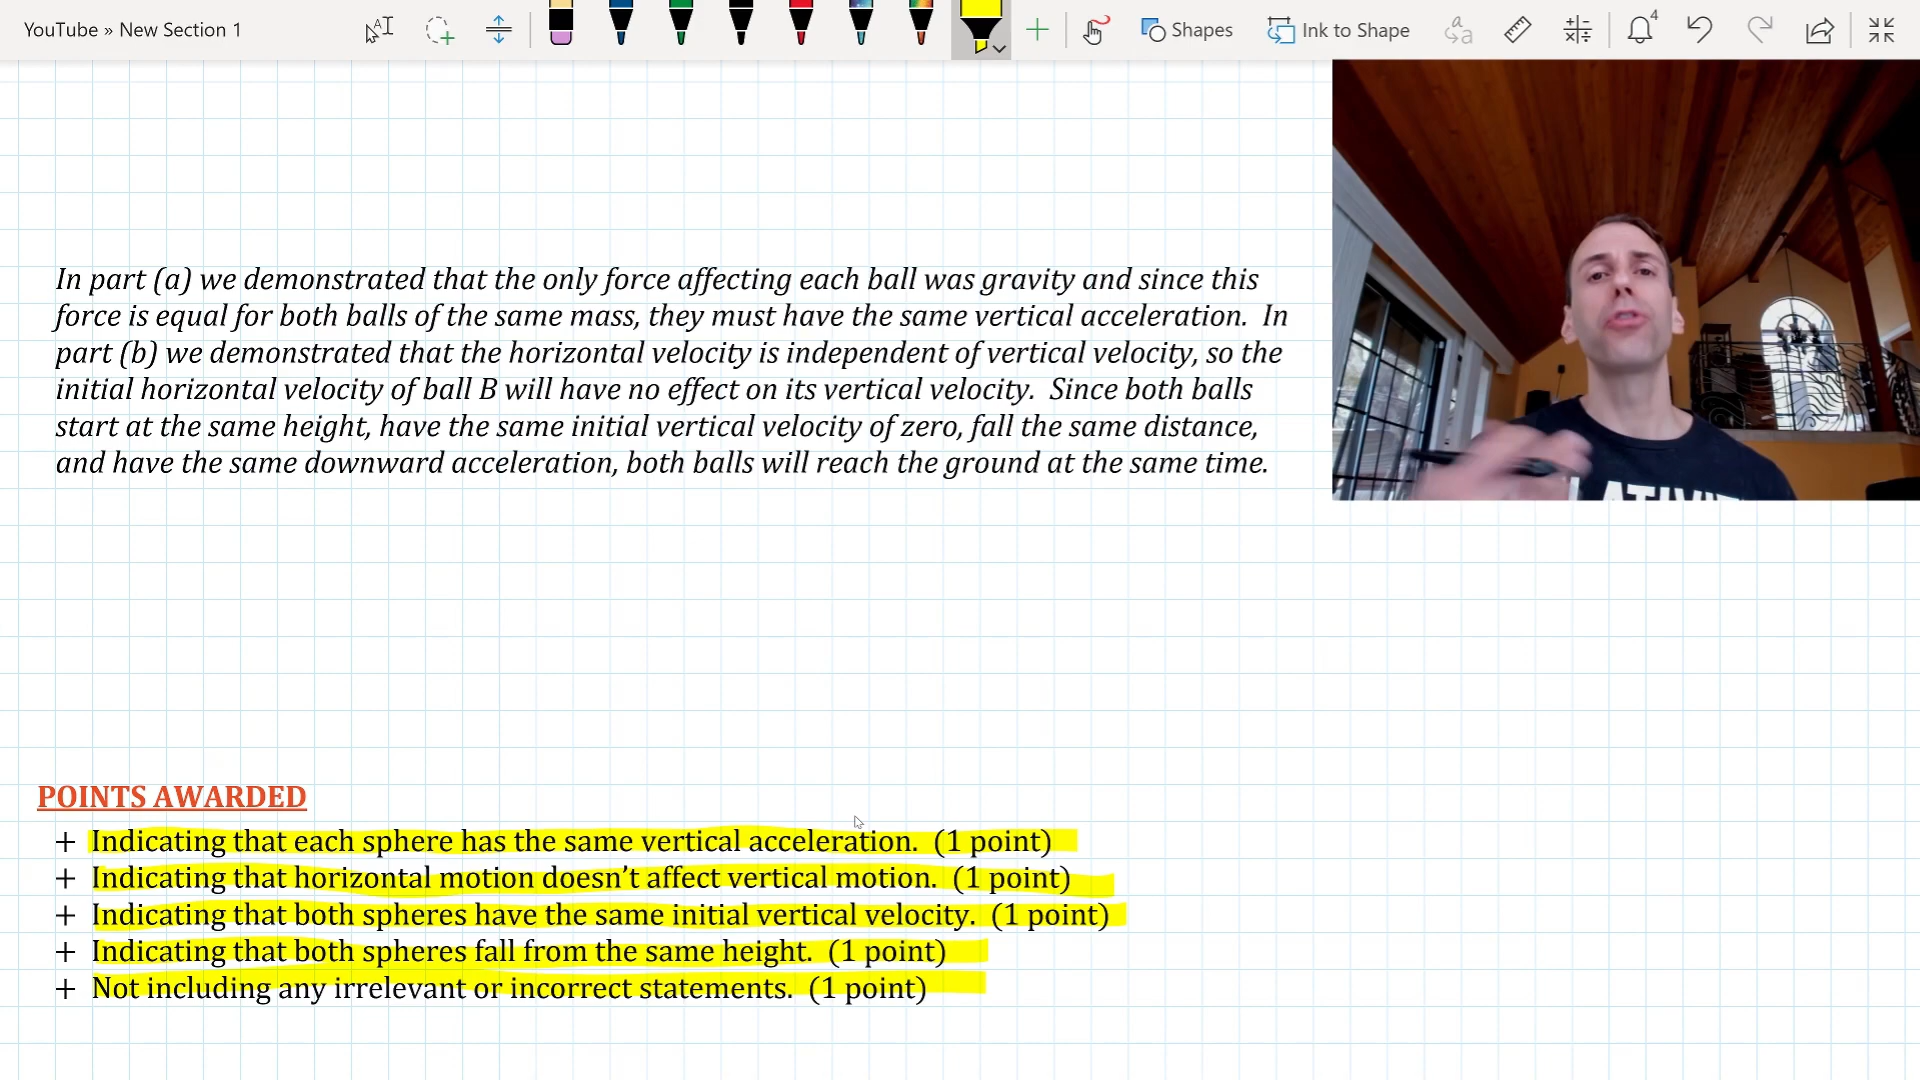 YouTube » New Section 1
Shapes
Ink to Shape
4
In part (a) we demonstrated that the only force affecting each ball was gravity and since this
force is equal for both balls of the same mass, they must have the same vertical acceleration. In
part (b) we demonstrated that the horizontal velocity is independent of vertical velocity, so the
initial horizontal velocity of ball B will have no effect on its vertical velocity. Since both balls
start at the same height, have the same initial vertical velocity of zero, fall the same distance,
and have the same downward acceleration, both balls will reach the ground at the same time.
POINTS AWARDED
+ Indicating that each sphere has the same vertical acceleration. (1 point)
+ Indicating that horizontal motion doesn't affect vertical motion. (1 point)
+ Indicating that both spheres have the same initial vertical velocity. (1 point)
+ Indicating that both spheres fall from the same height. (1 point)
+ Not including any irrelevant or incorrect statements. (1 point)